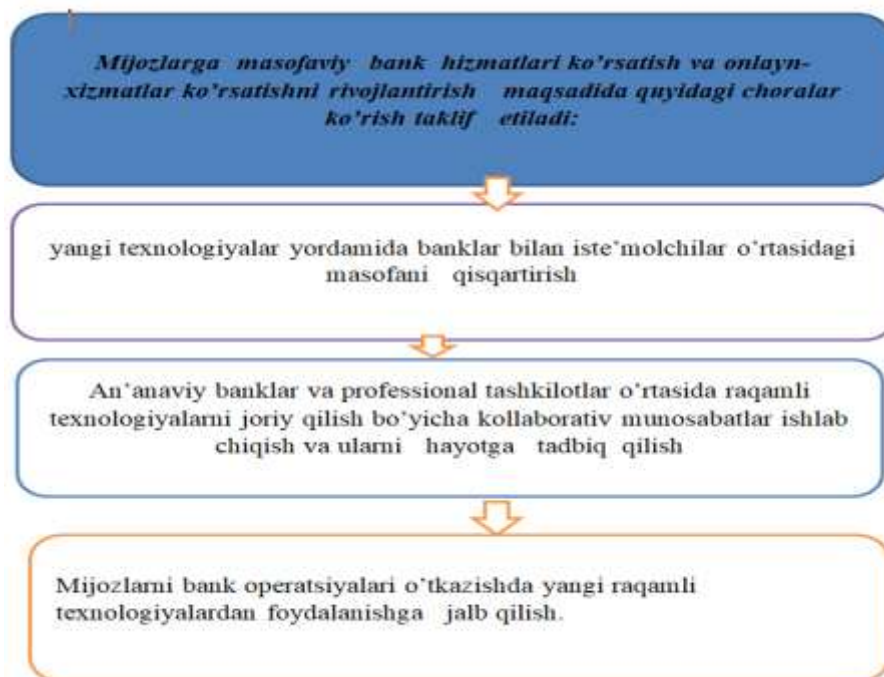 Mijozlarga masofaviy bank hizmatlari ko’rsatish va onlayn-
xizmatlar ko’rsatishni rivojlantirish maqsadida quyidagi choralar
ko’rish taklif etiladi:
yangi texnologiyalar yordamida banklar bilan iste’molchilar o’rtasidagi
masofani qisqartirish
An’anaviy banklar va professional tashkilotlar o’rtasida raqamli
texnologiyalarni joriy qilish bo’yicha kollaborativ munosabatlar ishlab
chiqish va ularni hayotga tadbiq qilish
Mijozlarni bank operatsiyalari o’tkazishda yangi raqamli
texnologiyalardan foydalanishga jalb qilish.